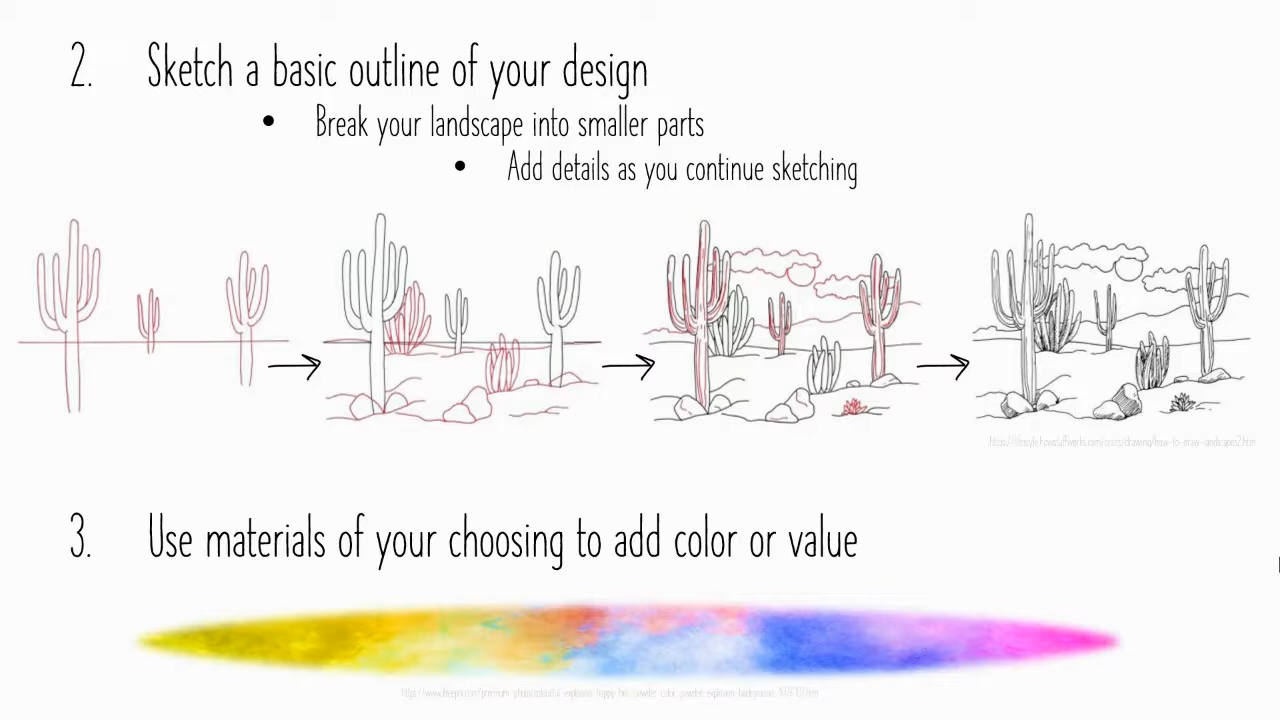 2. Sketch a basic outline of your design
• Break your landscape into smaller parts
• Add details as you continue sketching
3. Use materials of your choosing to add color or value